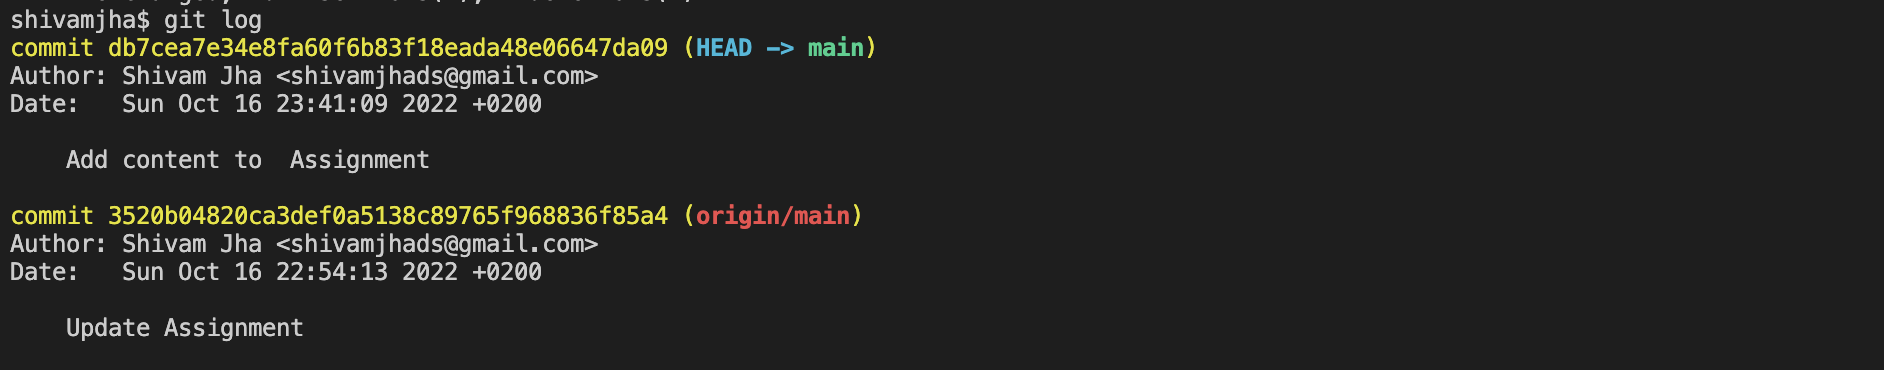 shivamjha$ git log
commit db7cea7e34e8fa60f6b83f18eada48e06647da09 (HEAD -> main)
Author: Shivam Jha <shivamjhads@gmail.com>
Date:   Sun Oct 16 23:41:09 2022 +0200
    Add content to  Assignment
commit 3520b04820ca3def0a5138c89765f968836f85a4 (origin/main)
Author: Shivam Jha <shivamjhads@gmail.com>
Date:   Sun Oct 16 22:54:13 2022 +0200
    Update Assignment